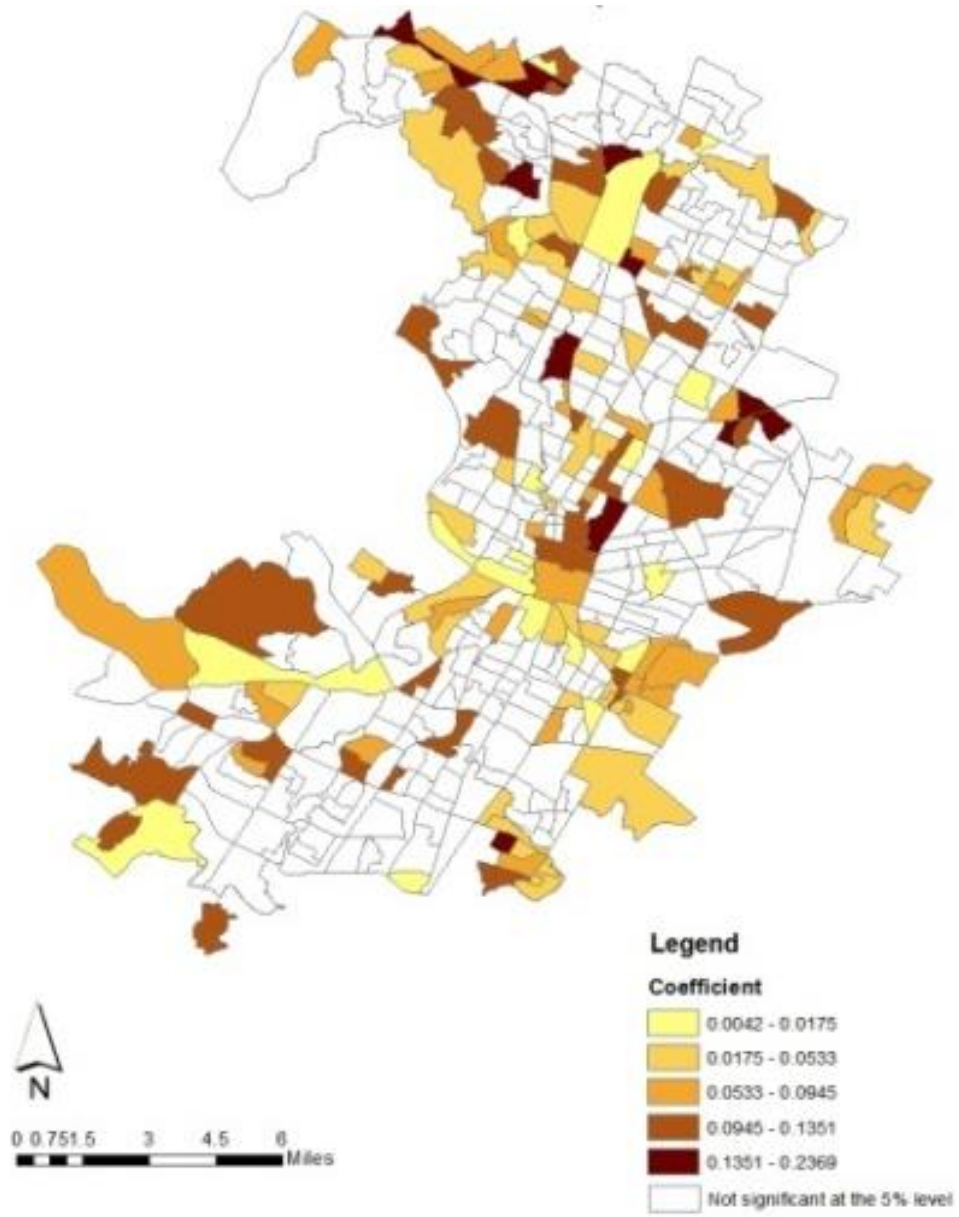 Legend
Coefficient
0.0042 - 0.0175
0.0175 - 0.0533
0.0533 - 0.0945
0.0945 - 0.1351
0.1351 - 0.2369
Not significant at the 5% level
N
0 0.751.5 3 4.5 6
Miles